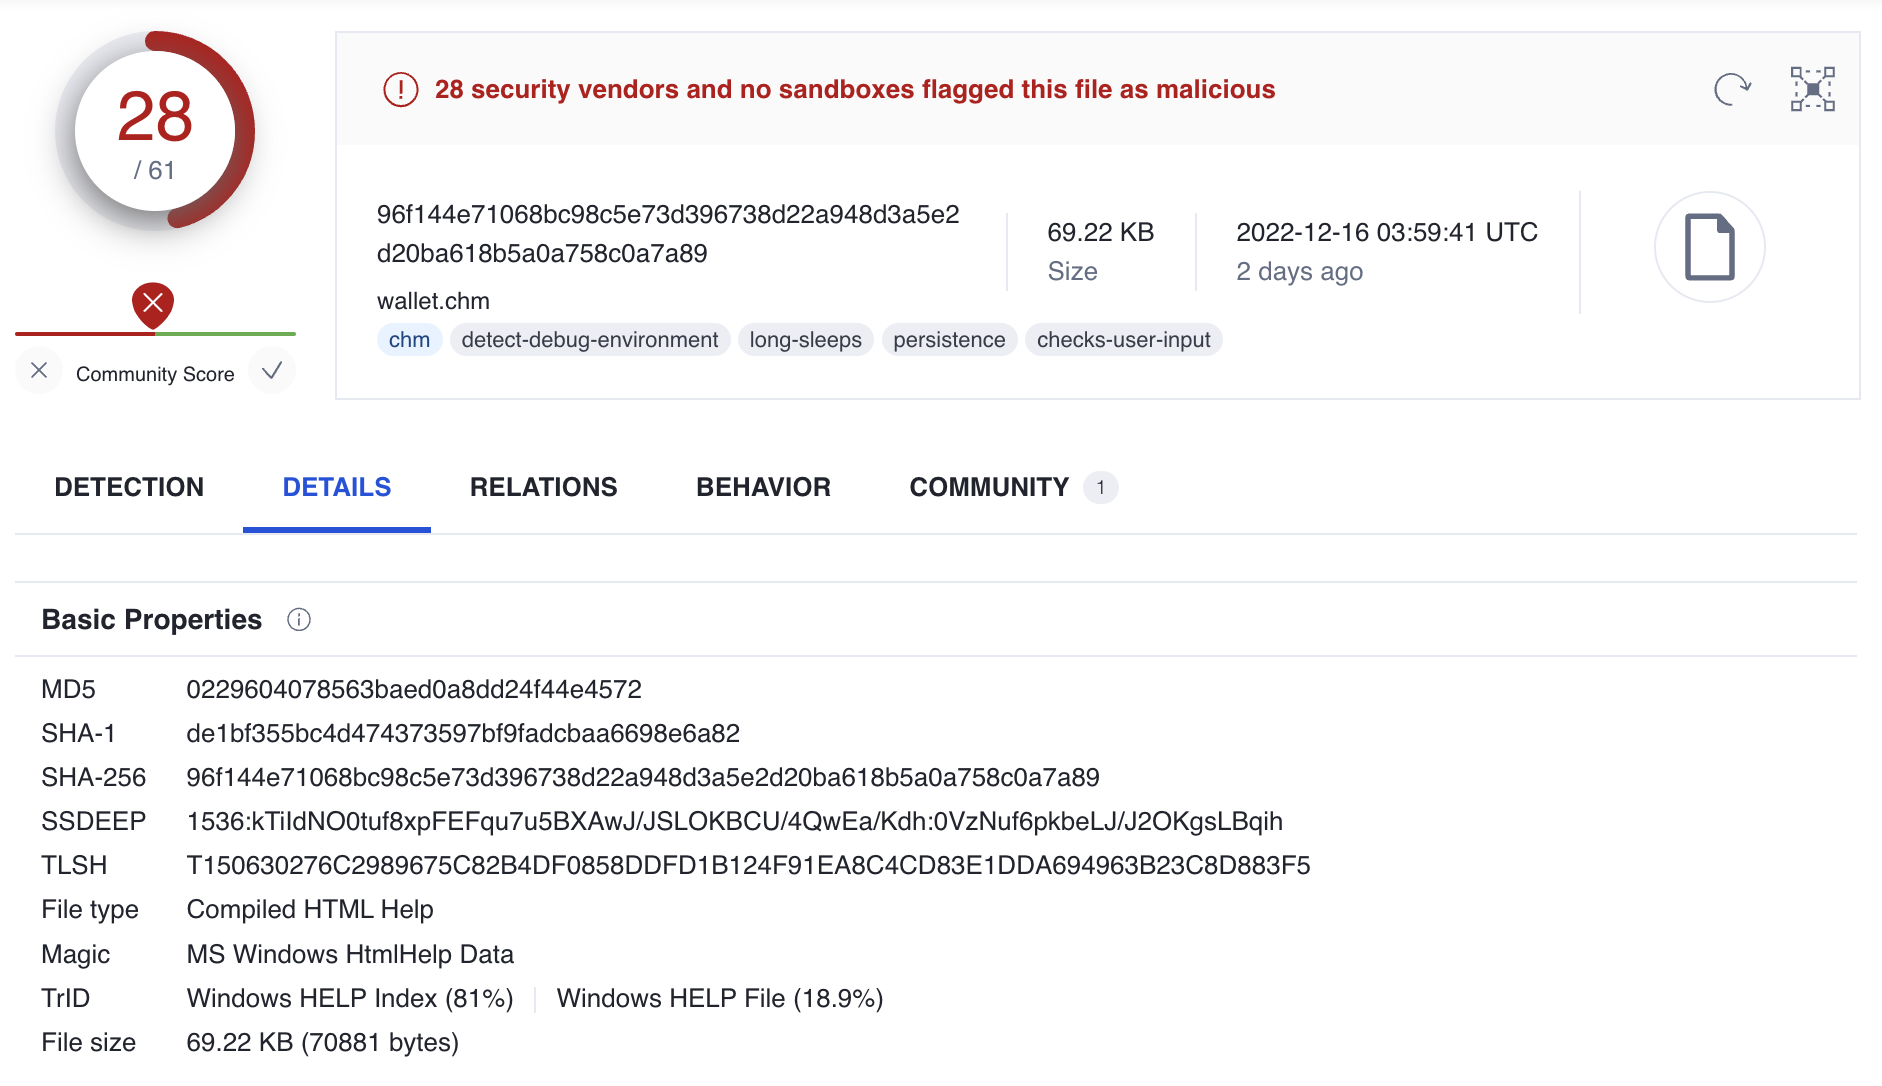 28
/ 61
Community Score
28 security vendors and no sandboxes flagged this file as malicious
96f144e71068bc98c5e73d396738d22a948d3a5e2
d20ba618b5a0a758c0a7a89
wallet.chm
chm detect-debug-environment long-sleeps persistence checks-user-input
69.22 KB
Size
2022-12-16 03:59:41 UTC
2 days ago
DETECTION DETAILS RELATIONS BEHAVIOR COMMUNITY 1
Basic Properties
MD5 0229604078563baed0a8dd24f44e4572
SHA-1 de1bf355bc4d474373597bf9fadcbaa6698e6a82
SHA-256 96f144e71068bc98c5e73d396738d22a948d3a5e2d20ba618b5a0a758c0a7a89
SSDEEP 1536:kTiIdNO0tuf8xpFEFqu7u5BXAwJ/JSLOKBCU/4QwEa/Kdh:0VzNuf6pkbeLJ/J2OKgsLBqih
TLSH T150630276C2989675C82B4DF0858DDFD1B124F91EA8C4CD83E1DDA694963B23C8D883F5
File type Compiled HTML Help
Magic MS Windows HtmlHelp Data
TrID Windows HELP Index (81%) Windows HELP File (18.9%)
File size 69.22 KB (70881 bytes)